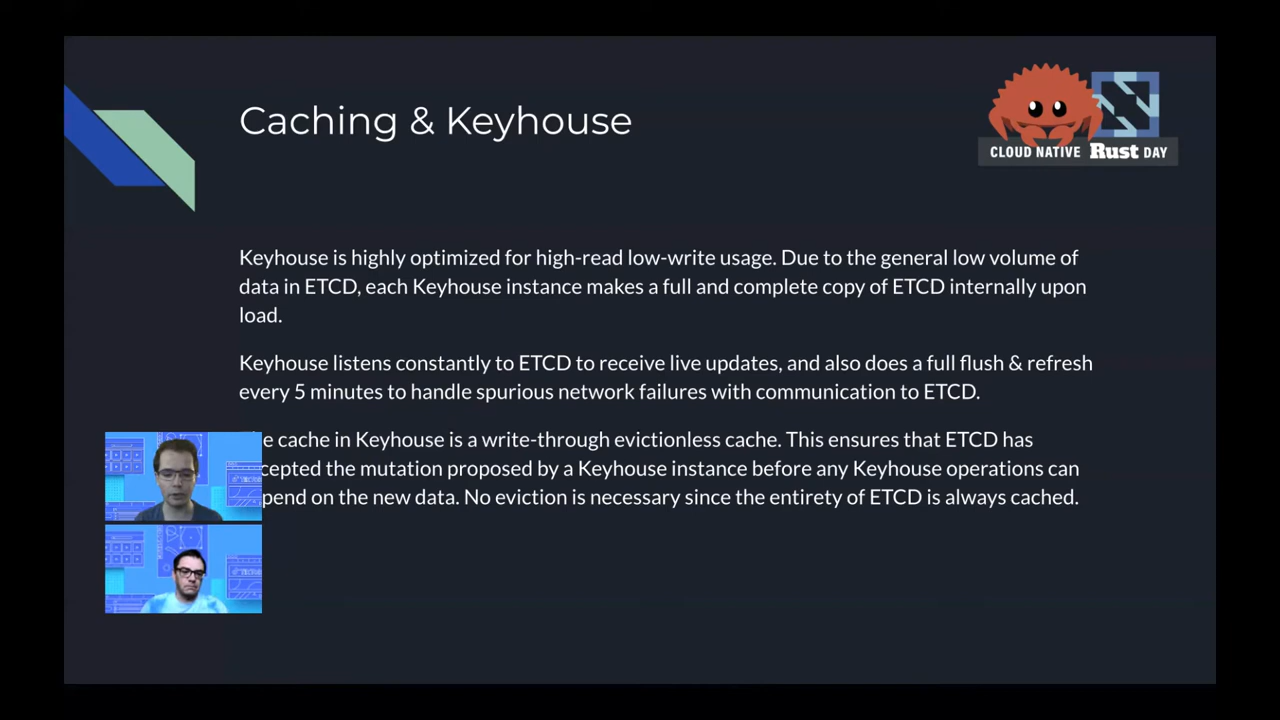 Caching & Keyhouse
CLOUD NATIVE Rust DAY
Keyhouse is highly optimized for high-read low-write usage. Due to the general low volume of
data in ETCD, each Keyhouse instance makes a full and complete copy of ETCD internally upon
load.
Keyhouse listens constantly to ETCD to receive live updates, and also does a full flush & refresh
every 5 minutes to handle spurious network failures with communication to ETCD.
cache in Keyhouse is a write-through evictionless cache. This ensures that ETCD has
the mutation proposed by a Keyhouse instance before any Keyhouse operations can
on the new data. No eviction is necessary since the entirety of ETCD is always cached.